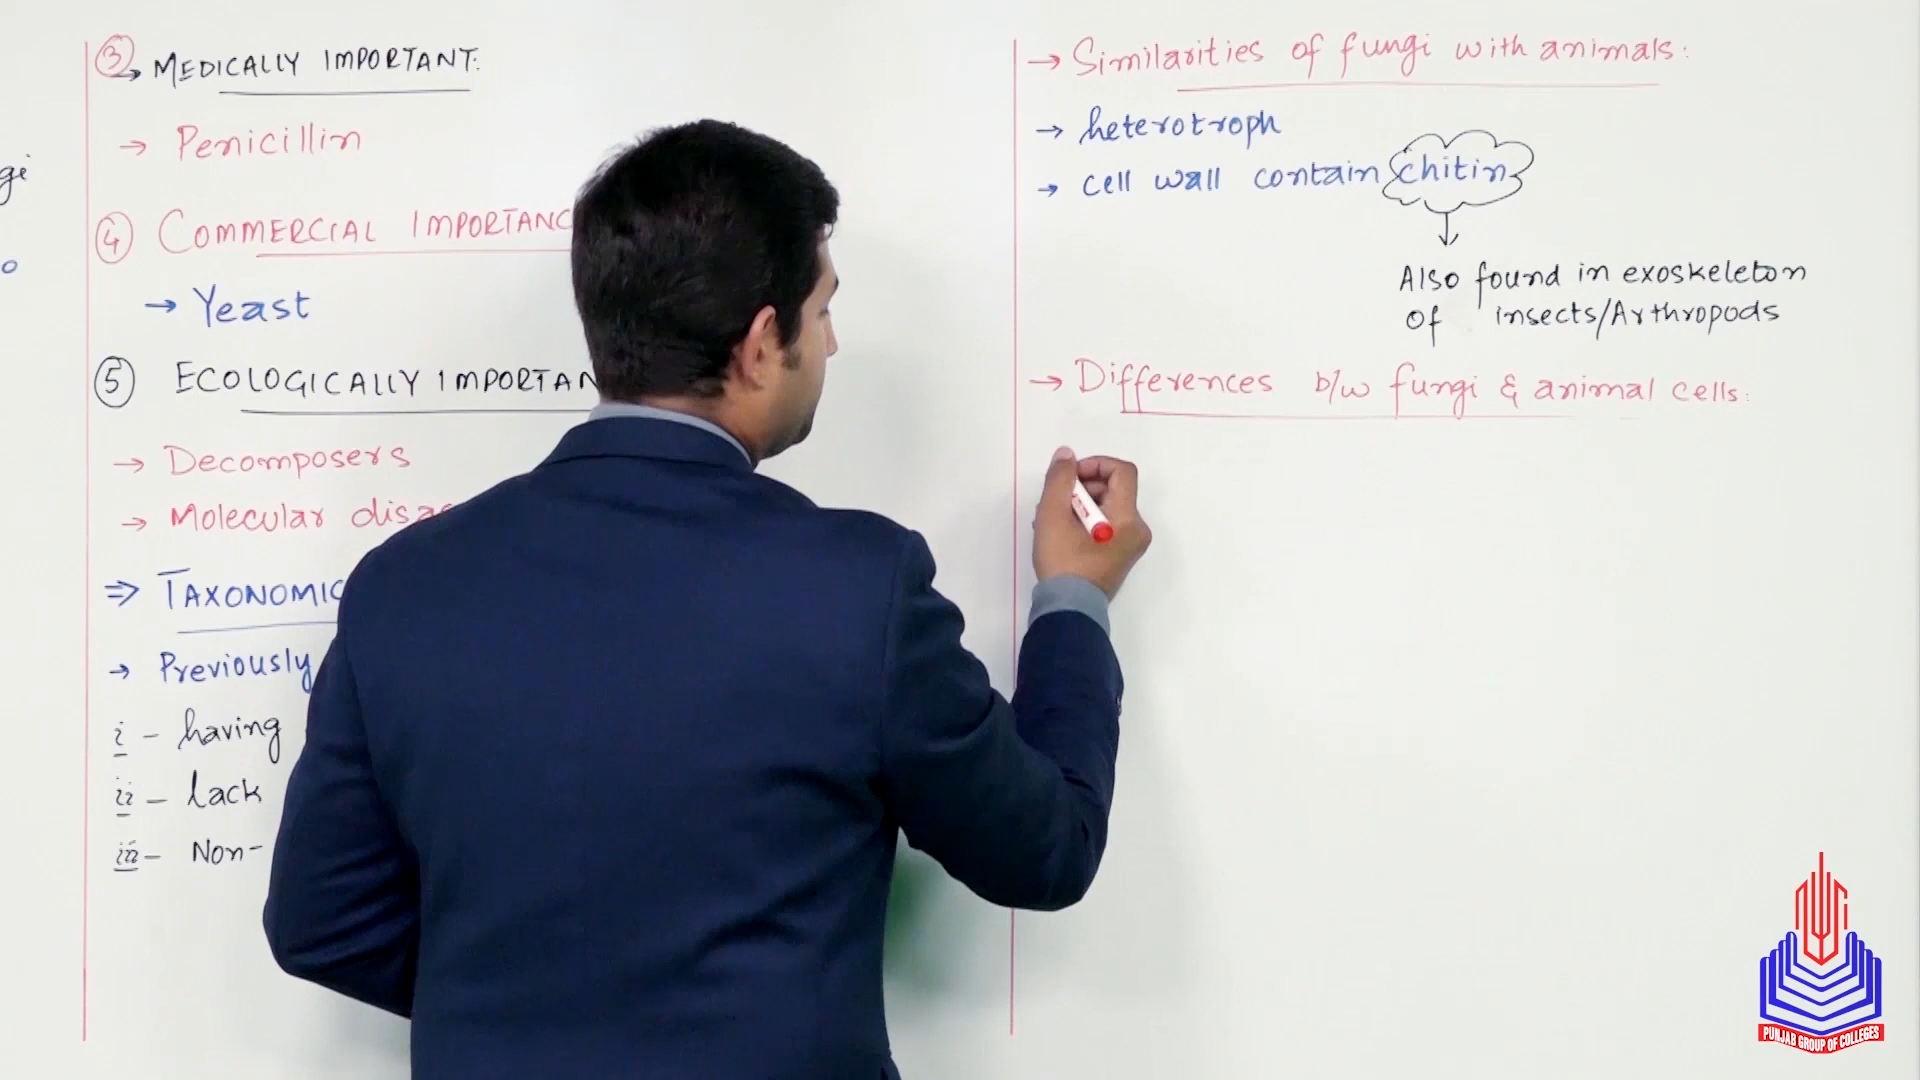 gi
③→ MEDICALLY IMPORTANT:
→ Penicillin
④ COMMERCIAL IMPORTANC
→ Yeast
⑤ ECOLOGICALLY IMPORTAN
→ Decomposers
→ Molecular disas
⇒ TAXONOMIC
→ Previously
i - having
ii - lack
iii - Non-
→ Similarities of fungi with animals:
→ heterotroph
→ cell wall contain chitin
↓
Also found in exoskeleton
of insects/Arthropods
→ Differences b/w fungi & animal cells:
PUNJAB GROUP OF COLLEGES